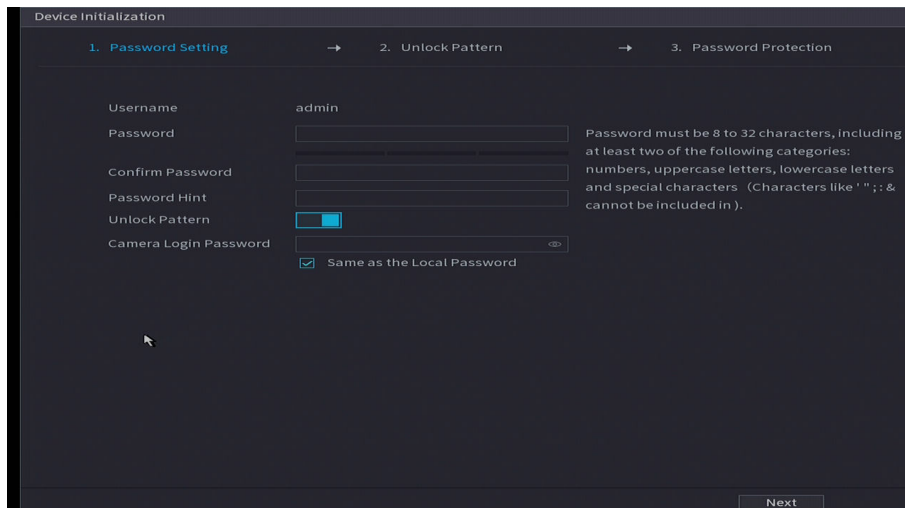 Device Initialization
1. Password Setting → 2. Unlock Pattern → 3. Password Protection
Username admin
Password
Password must be 8 to 32 characters, including
at least two of the following categories:
numbers, uppercase letters, lowercase letters
and special characters (Characters like ' " ; : &
cannot be included in ).
Confirm Password
Password Hint
Unlock Pattern
Camera Login Password
Same as the Local Password
Next